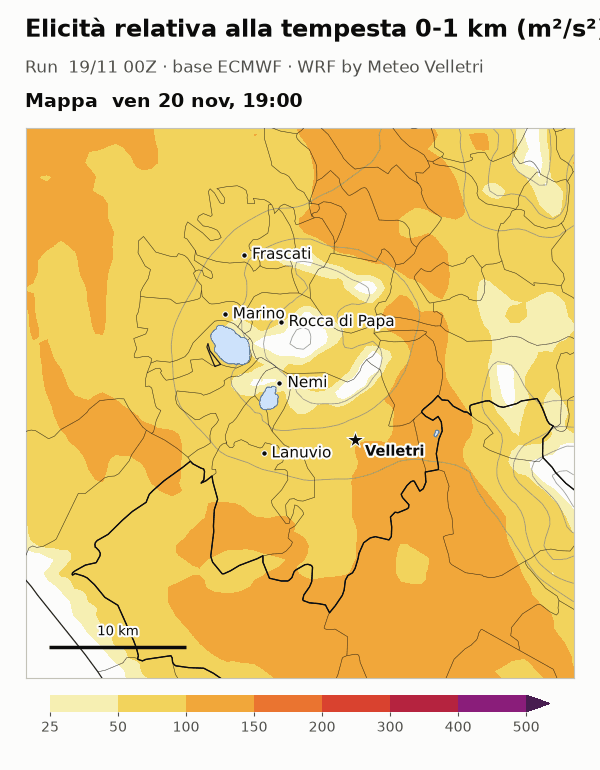 Elicità relativa alla tempesta 0-1 km (m²/s²)
Run  19/11 00Z · base ECMWF · WRF by Meteo Velletri
Mappa  ven 20 nov, 19:00
Frascati
Marino
Rocca di Papa
Nemi
Velletri
Lanuvio
10 km
25 50 100 150 200 300 400 500